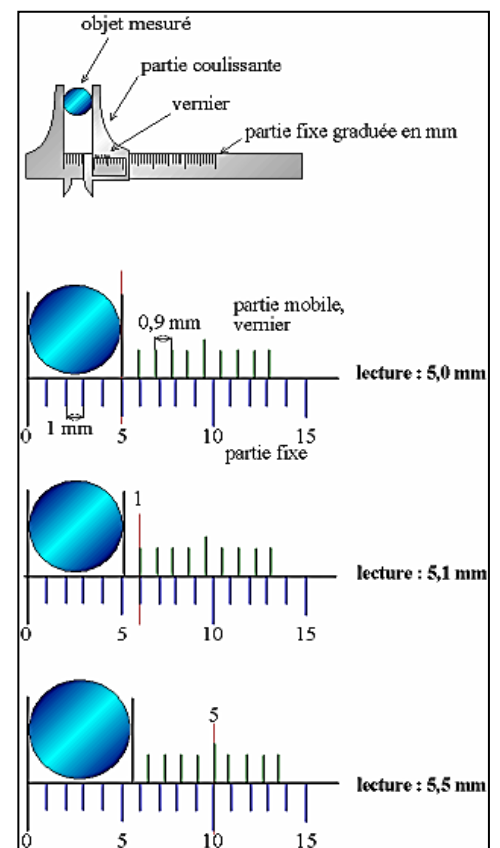 objet mesuré
partie coulissante
vernier
partie fixe graduée en mm
0,9 mm
partie mobile,
vernier
lecture : 5,0 mm
1 mm
0 5 10 15
partie fixe
1
lecture : 5,1 mm
0 5 10 15
5
lecture : 5,5 mm
0 5 10 15